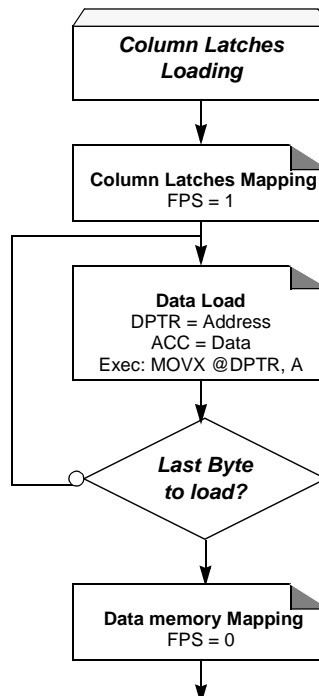 Column Latches
Loading
Column Latches Mapping
FPS = 1
Data Load
DPTR = Address
ACC = Data
Exec: MOVX @DPTR, A
Last Byte
to load?
Data memory Mapping
FPS = 0